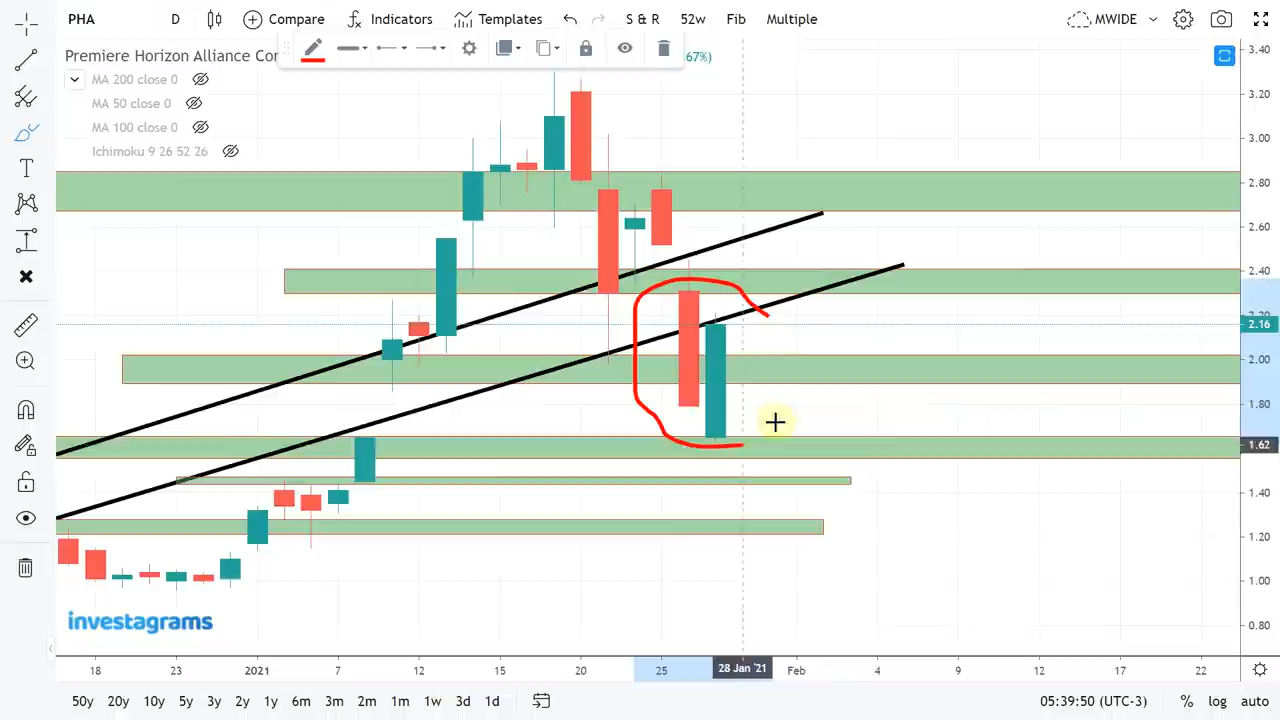 PHA D Compare Indicators Templates S & R 52w Fib Multiple MWIDE
Premiere Horizon Alliance Cor 67%)
MA 200 close 0
MA 50 close 0
MA 100 close 0
Ichimoku 9 26 52 26
3.40
3.20
3.00
2.80
2.60
2.40
2.16
2.00
1.80
1.62
1.40
1.20
1.00
0.80
investagrams
18 23 2021 7 12 15 20 25 28 Jan '21 Feb 4 9 12 17 22
50y 20y 10y 5y 3y 2y 1y 6m 3m 2m 1m 1w 3d 1d 05:39:50 (UTC-3) % log auto